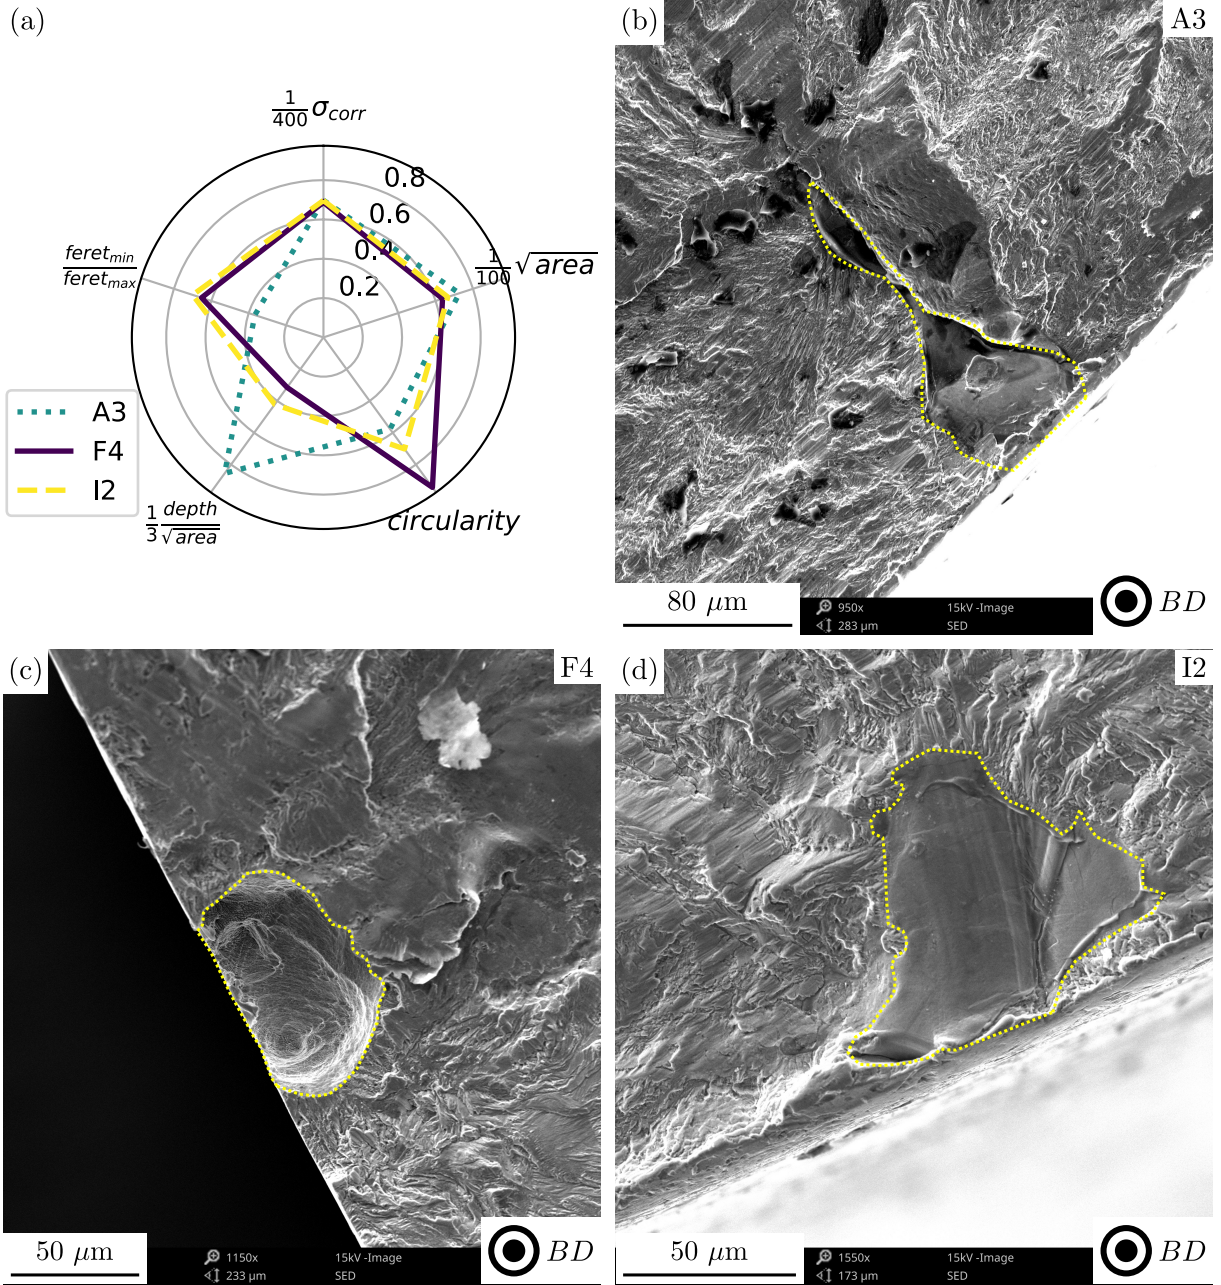 (a)
1/400 σcorr
0.8
0.6
0.4
0.2
1/100 √area
feretmin/feretmax
A3
F4
I2
1/3 depth/√area
circularity
(b)
A3
80 μm
950x
15kV -Image
283 μm
SED
BD
(c)
F4
50 μm
1150x
15kV -Image
233 μm
SED
BD
(d)
I2
50 μm
1550x
15kV -Image
173 μm
SED
BD